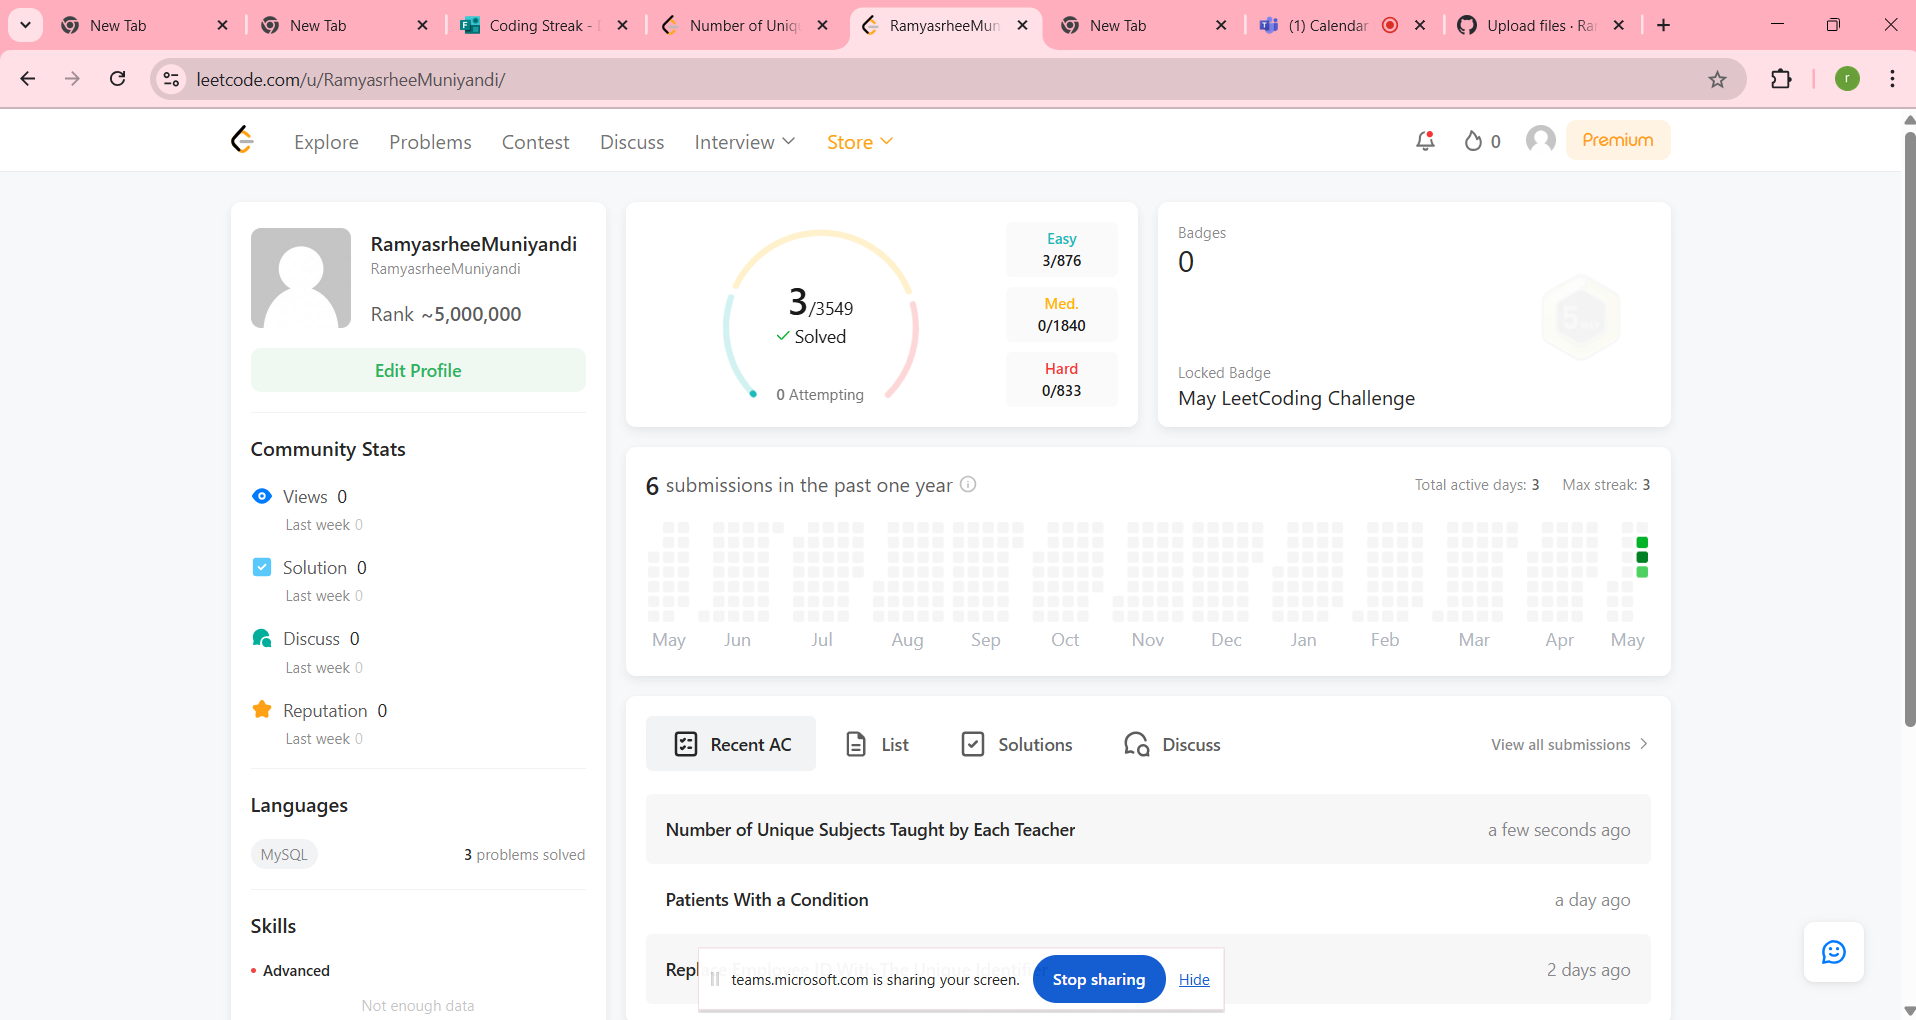 New Tab
New Tab
Coding Streak -
Number of Uniq
RamyasrheeMun
New Tab
(1) Calendar
Upload files · Ra
leetcode.com/u/RamyasrheeMuniyandi/
r
Explore
Problems
Contest
Discuss
Interview
Store
0
Premium
RamyasrheeMuniyandi
RamyasrheeMuniyandi
Rank ~5,000,000
Edit Profile
Community Stats
Views 0
Last week 0
Solution 0
Last week 0
Discuss 0
Last week 0
Reputation 0
Last week 0
Languages
MySQL
3 problems solved
Skills
• Advanced
Not enough data
3/3549
Solved
0 Attempting
Easy
3/876
Med.
0/1840
Hard
0/833
Badges
0
Locked Badge
May LeetCoding Challenge
6 submissions in the past one year
Total active days: 3
Max streak: 3
May Jun Jul Aug Sep Oct Nov Dec Jan Feb Mar Apr May
Recent AC
List
Solutions
Discuss
View all submissions
Number of Unique Subjects Taught by Each Teacher
a few seconds ago
Patients With a Condition
a day ago
Replace Employee ID With The Unique Identifier
2 days ago
teams.microsoft.com is sharing your screen.
Stop sharing
Hide